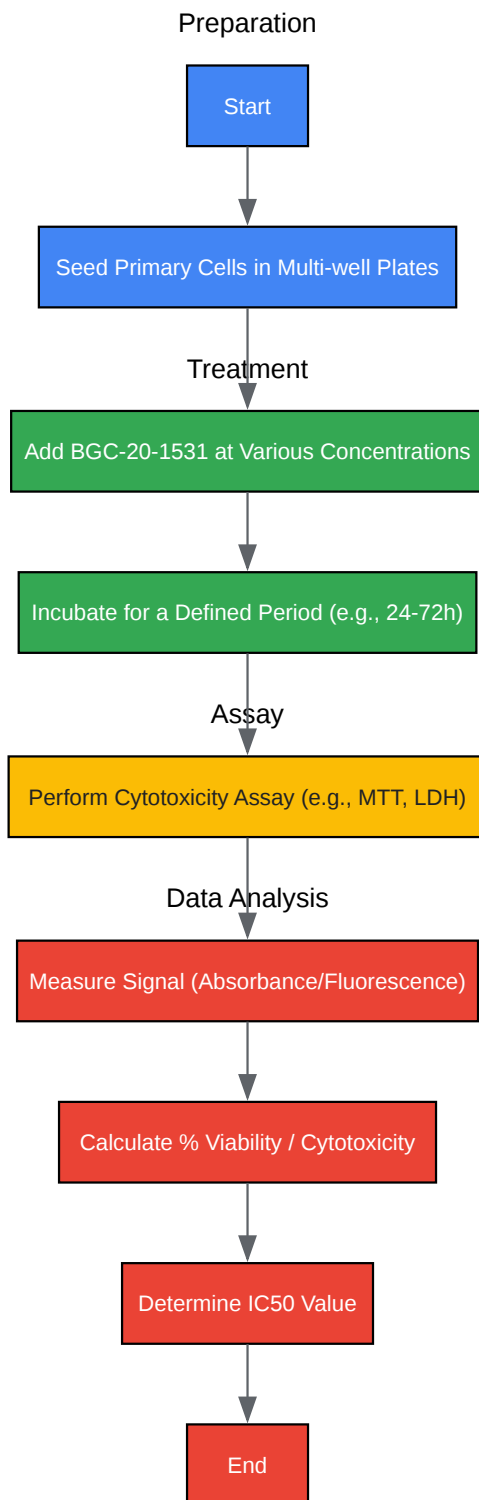 Preparation
Start
Seed Primary Cells in Multi-well Plates
Treatment
Add BGC-20-1531 at Various Concentrations
Incubate for a Defined Period (e.g., 24-72h)
Assay
Perform Cytotoxicity Assay (e.g., MTT, LDH)
Data Analysis
Measure Signal (Absorbance/Fluorescence)
Calculate % Viability / Cytotoxicity
Determine IC50 Value
End